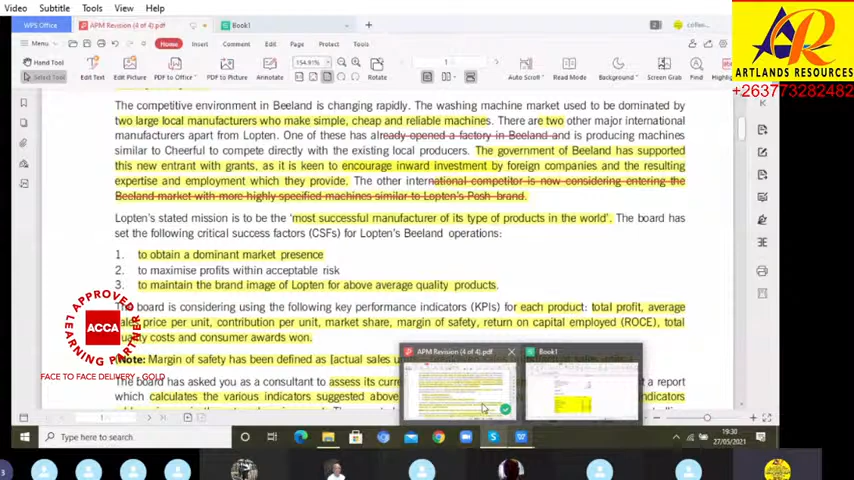 Video Subtitle Tools View Help
WPS Office APM Revision (4 of 4).pdf Book1
Menu Home Insert Comment Edit Page Protect Tools
Hand Tool 154.91% 1
Select Tool Edit Text Edit Picture PDF to Office PDF to Picture Annotate Rotate Auto Scroll Read Mode Background Screen Grab Find Highlight
ARTLANDS RESOURCES
+263773282482
The competitive environment in Beeland is changing rapidly. The washing machine market used to be dominated by
two large local manufacturers who make simple, cheap and reliable machines. There are two other major international
manufacturers apart from Lopten. One of these has already opened a factory in Beeland and is producing machines
similar to Cheerful to compete directly with the existing local producers. The government of Beeland has supported
this new entrant with grants, as it is keen to encourage inward investment by foreign companies and the resulting
expertise and employment which they provide. The other international competitor is now considering entering the
Beeland market with more highly specified machines similar to Lopten's Posh brand.
Lopten's stated mission is to be the 'most successful manufacturer of its type of products in the world'. The board has
set the following critical success factors (CSFs) for Lopten's Beeland operations:
1. to obtain a dominant market presence
2. to maximise profits within acceptable risk
3. to maintain the brand image of Lopten for above average quality products.
The board is considering using the following key performance indicators (KPIs) for each product: total profit, average
price per unit, contribution per unit, market share, margin of safety, return on capital employed (ROCE), total
quality costs and consumer awards won.
Note: Margin of safety has been defined as [actual sales
The board has asked you as a consultant to assess its curr a report
which calculates the various indicators suggested abov indicators
APPROVED
ACCA
LEARNING PARTNER
FACE TO FACE DELIVERY - GOLD
APM Revision (4 of 4).pdf Book1
Type here to search
19:30
27/05/2021